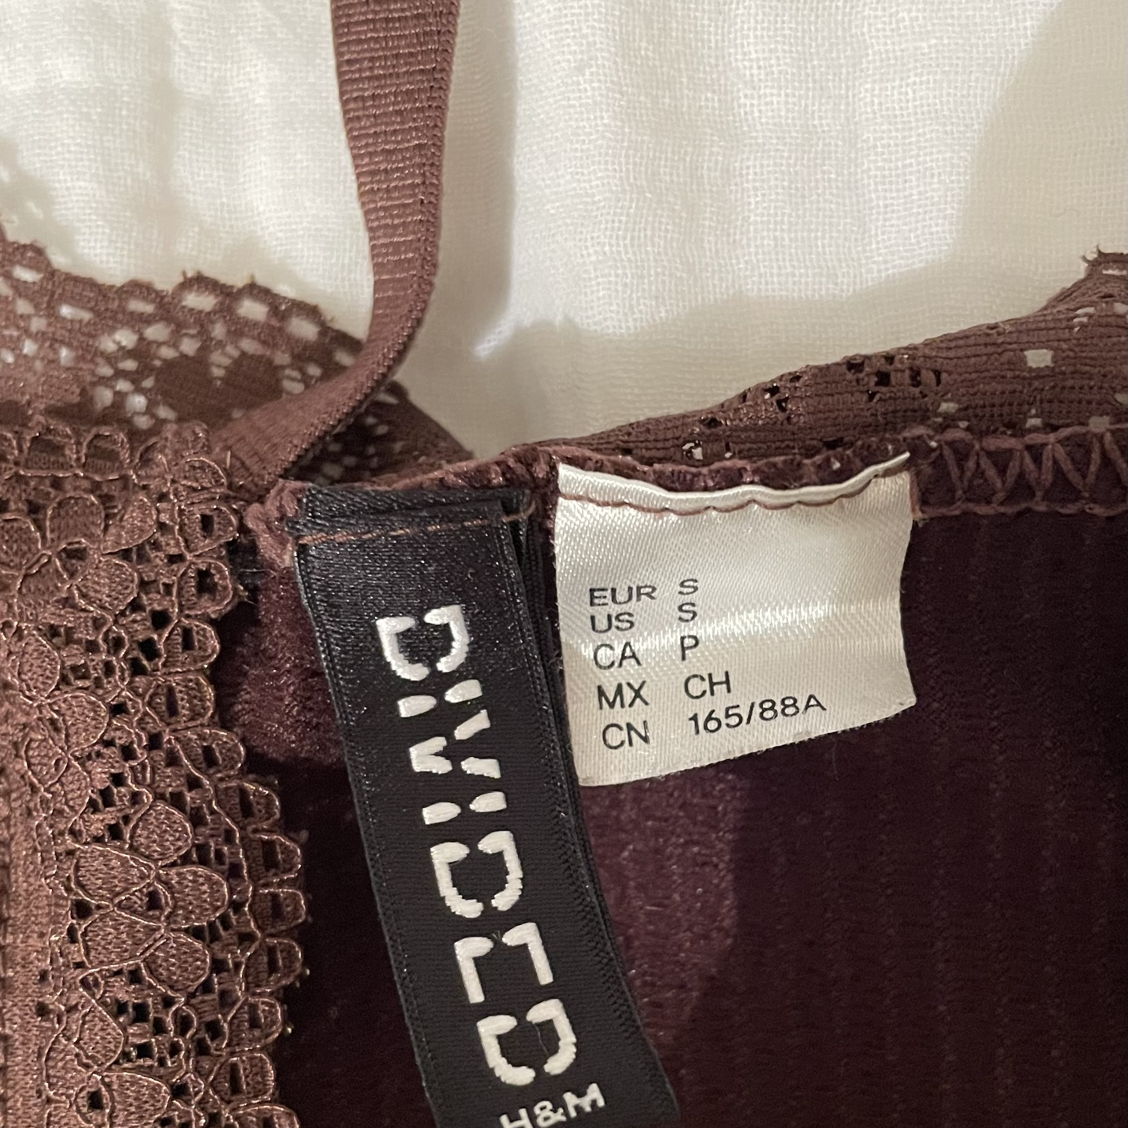 DIVIDED
H&M
EUR S
US S
CA P
MX CH
CN 165/88A